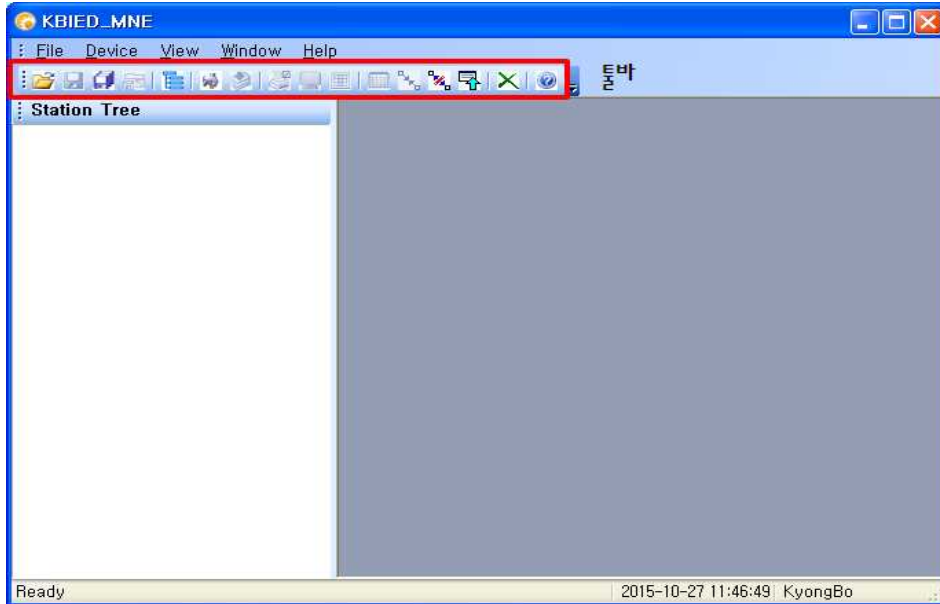 KBIED_MNE
File Device View Window Help
툴바
Station Tree
Ready 2015-10-27 11:46:49 KyongBo